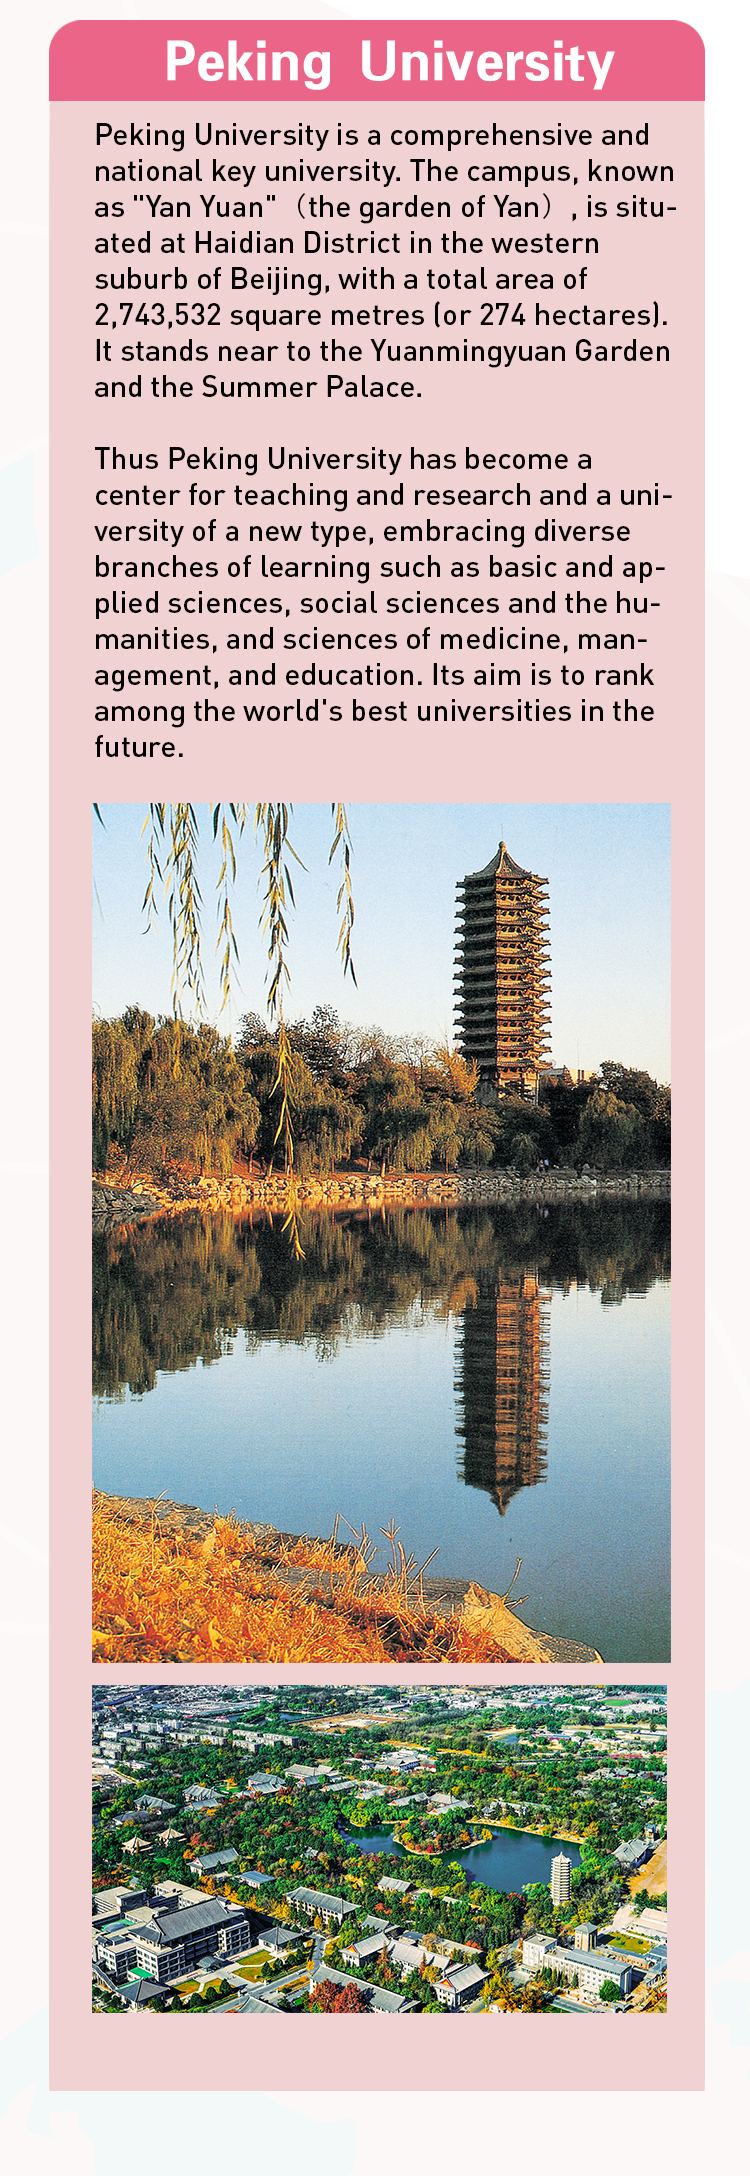 Peking University
Peking University is a comprehensive and
national key university. The campus, known
as "Yan Yuan"（the garden of Yan）, is situ-
ated at Haidian District in the western
suburb of Beijing, with a total area of
2,743,532 square metres (or 274 hectares).
It stands near to the Yuanmingyuan Garden
and the Summer Palace.
Thus Peking University has become a
center for teaching and research and a uni-
versity of a new type, embracing diverse
branches of learning such as basic and ap-
plied sciences, social sciences and the hu-
manities, and sciences of medicine, man-
agement, and education. Its aim is to rank
among the world's best universities in the
future.